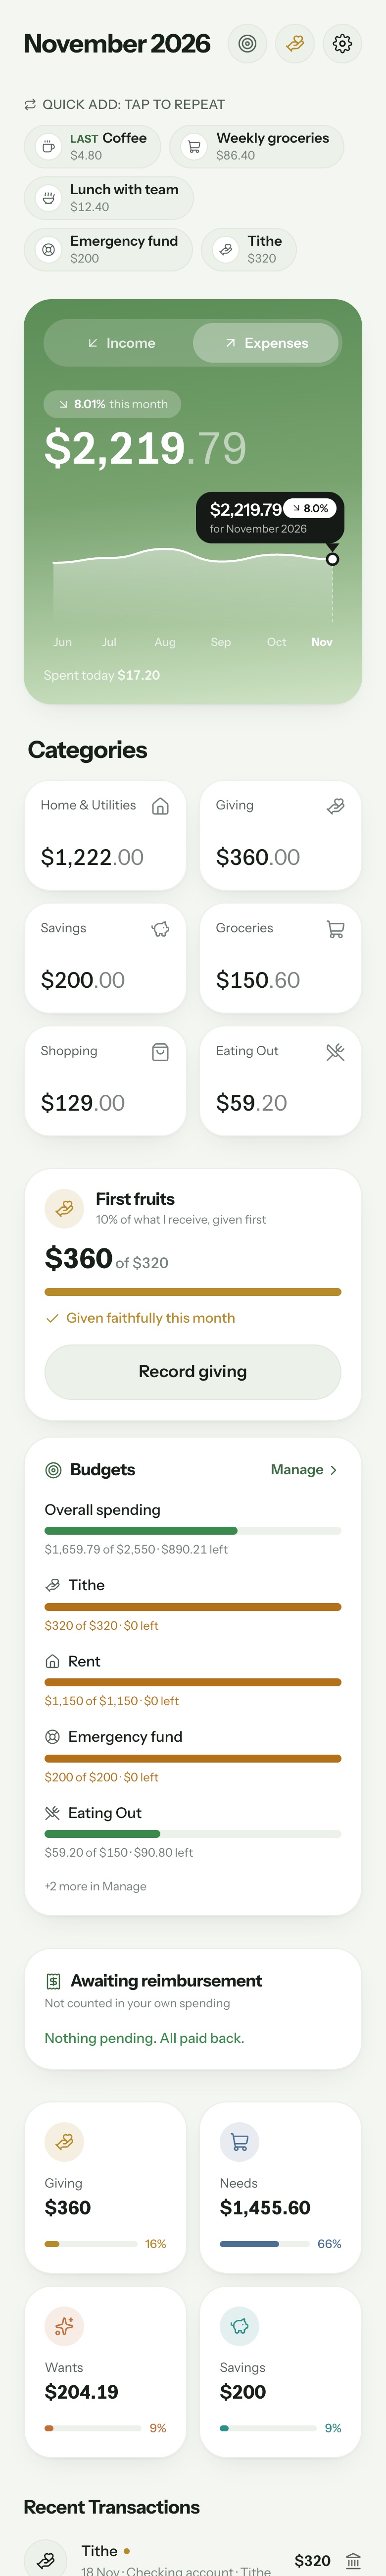 November 2026
QUICK ADD: TAP TO REPEAT
LAST Coffee
$4.80
Weekly groceries
$86.40
Lunch with team
$12.40
Emergency fund
$200
Tithe
$320
Income
Expenses
8.01% this month
$2,219.79
$2,219.79
8.0%
for November 2026
Jun Jul Aug Sep Oct Nov
Spent today $17.20
Categories
Home & Utilities
$1,222.00
Giving
$360.00
Savings
$200.00
Groceries
$150.60
Shopping
$129.00
Eating Out
$59.20
First fruits
10% of what I receive, given first
$360 of $320
Given faithfully this month
Record giving
Budgets
Manage
Overall spending
$1,659.79 of $2,550 · $890.21 left
Tithe
$320 of $320 · $0 left
Rent
$1,150 of $1,150 · $0 left
Emergency fund
$200 of $200 · $0 left
Eating Out
$59.20 of $150 · $90.80 left
+2 more in Manage
Awaiting reimbursement
Not counted in your own spending
Nothing pending. All paid back.
Giving
$360
16%
Needs
$1,455.60
66%
Wants
$204.19
9%
Savings
$200
9%
Recent Transactions
Tithe
$320
18 Nov · Checking account · Tithe